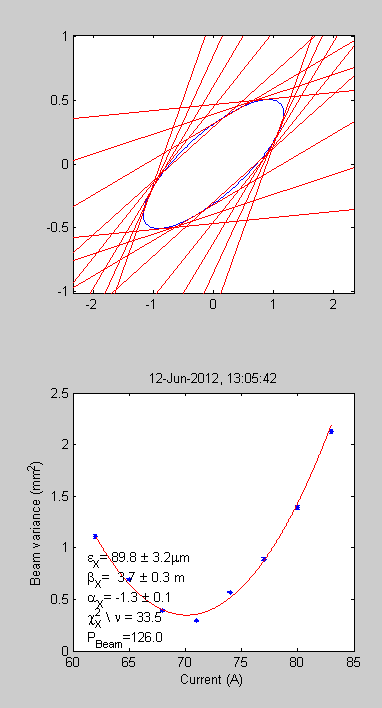 1
0.5
0
-0.5
-1
-2 -1 0 1 2
12-Jun-2012, 13:05:42
Beam variance (mm²)
2.5
2
1.5
1
0.5
0
εX= 89.8 ± 3.2μm
βX= 3.7 ± 0.3 m
αX= -1.3 ± 0.1
χ²X \ ν = 33.5
PBeam=126.0
60 65 70 75 80 85
Current (A)